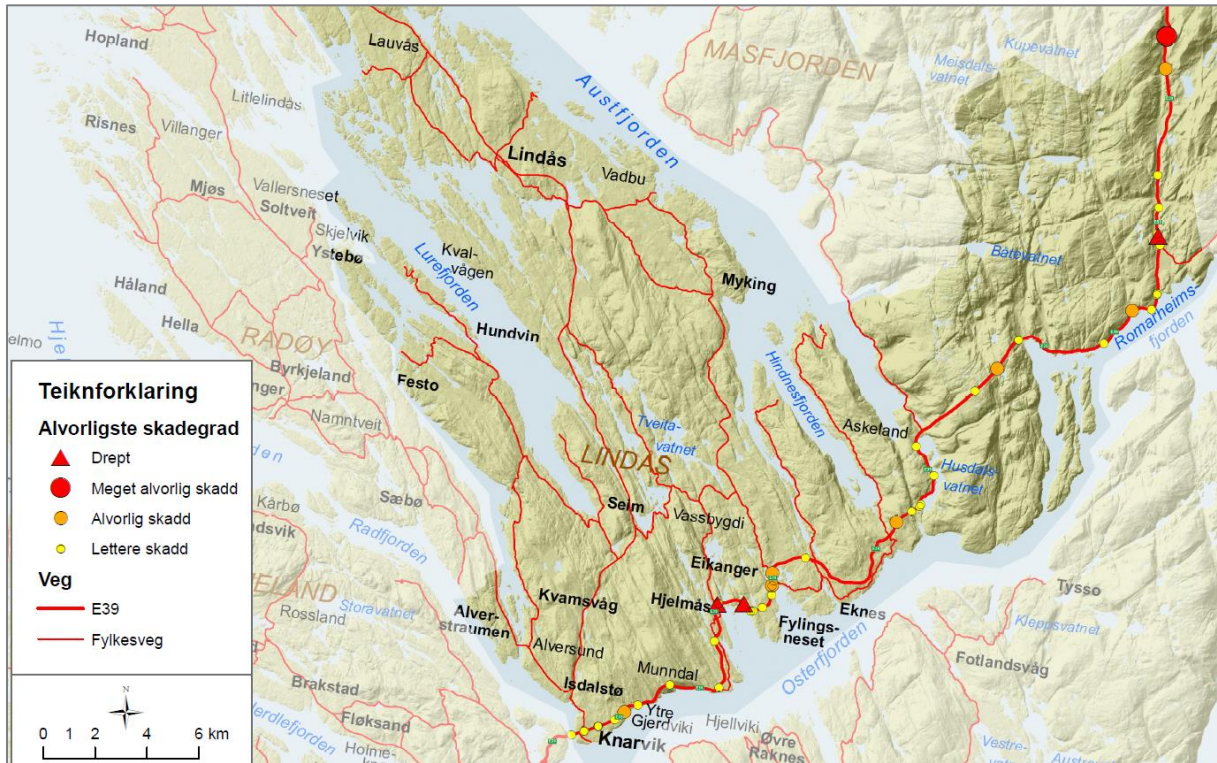 Hopland
Lauvås
MASFJORDEN
Kupevatnet
Meisdals-
vatnet
Litlelindås
Risnes
Villanger
Austfjorden
Lindås
Vadbu
Mjøs
Vallersneset
Soltveit
Skjelvik
Ystebø
Kval-
vågen
Lurefjorden
Båtevatnet
Myking
Håland
Hella
RADØY
Hundvin
Romarheims-
fjorden
Hindnesfjorden
Byrkjeland
Festo
Namntveit
Tveita-
vatnet
Askeland
LINDÅS
Husdals-
vatnet
Sæbø
Kårbø
Seim
Vassbygdi
Radfjorden
Eikanger
Tysso
Rossland
Storavatnet
Alver-
straumen
Kvamsvåg
Hjelmås
Eknes
Kleppsvatnet
Fylings-
neset
Osterfjorden
Alversund
Munndal
Fotlandsvåg
Isdalstø
Brakstad
Fløksand
Ytre
Gjerdviki
Hjellviki
Knarvik
Øvre
Raknes
Teiknforklaring
Alvorligste skadegrad
Drept
Meget alvorlig skadd
Alvorlig skadd
Lettere skadd
Veg
E39
Fylkesveg
N
0 2 4 6 km